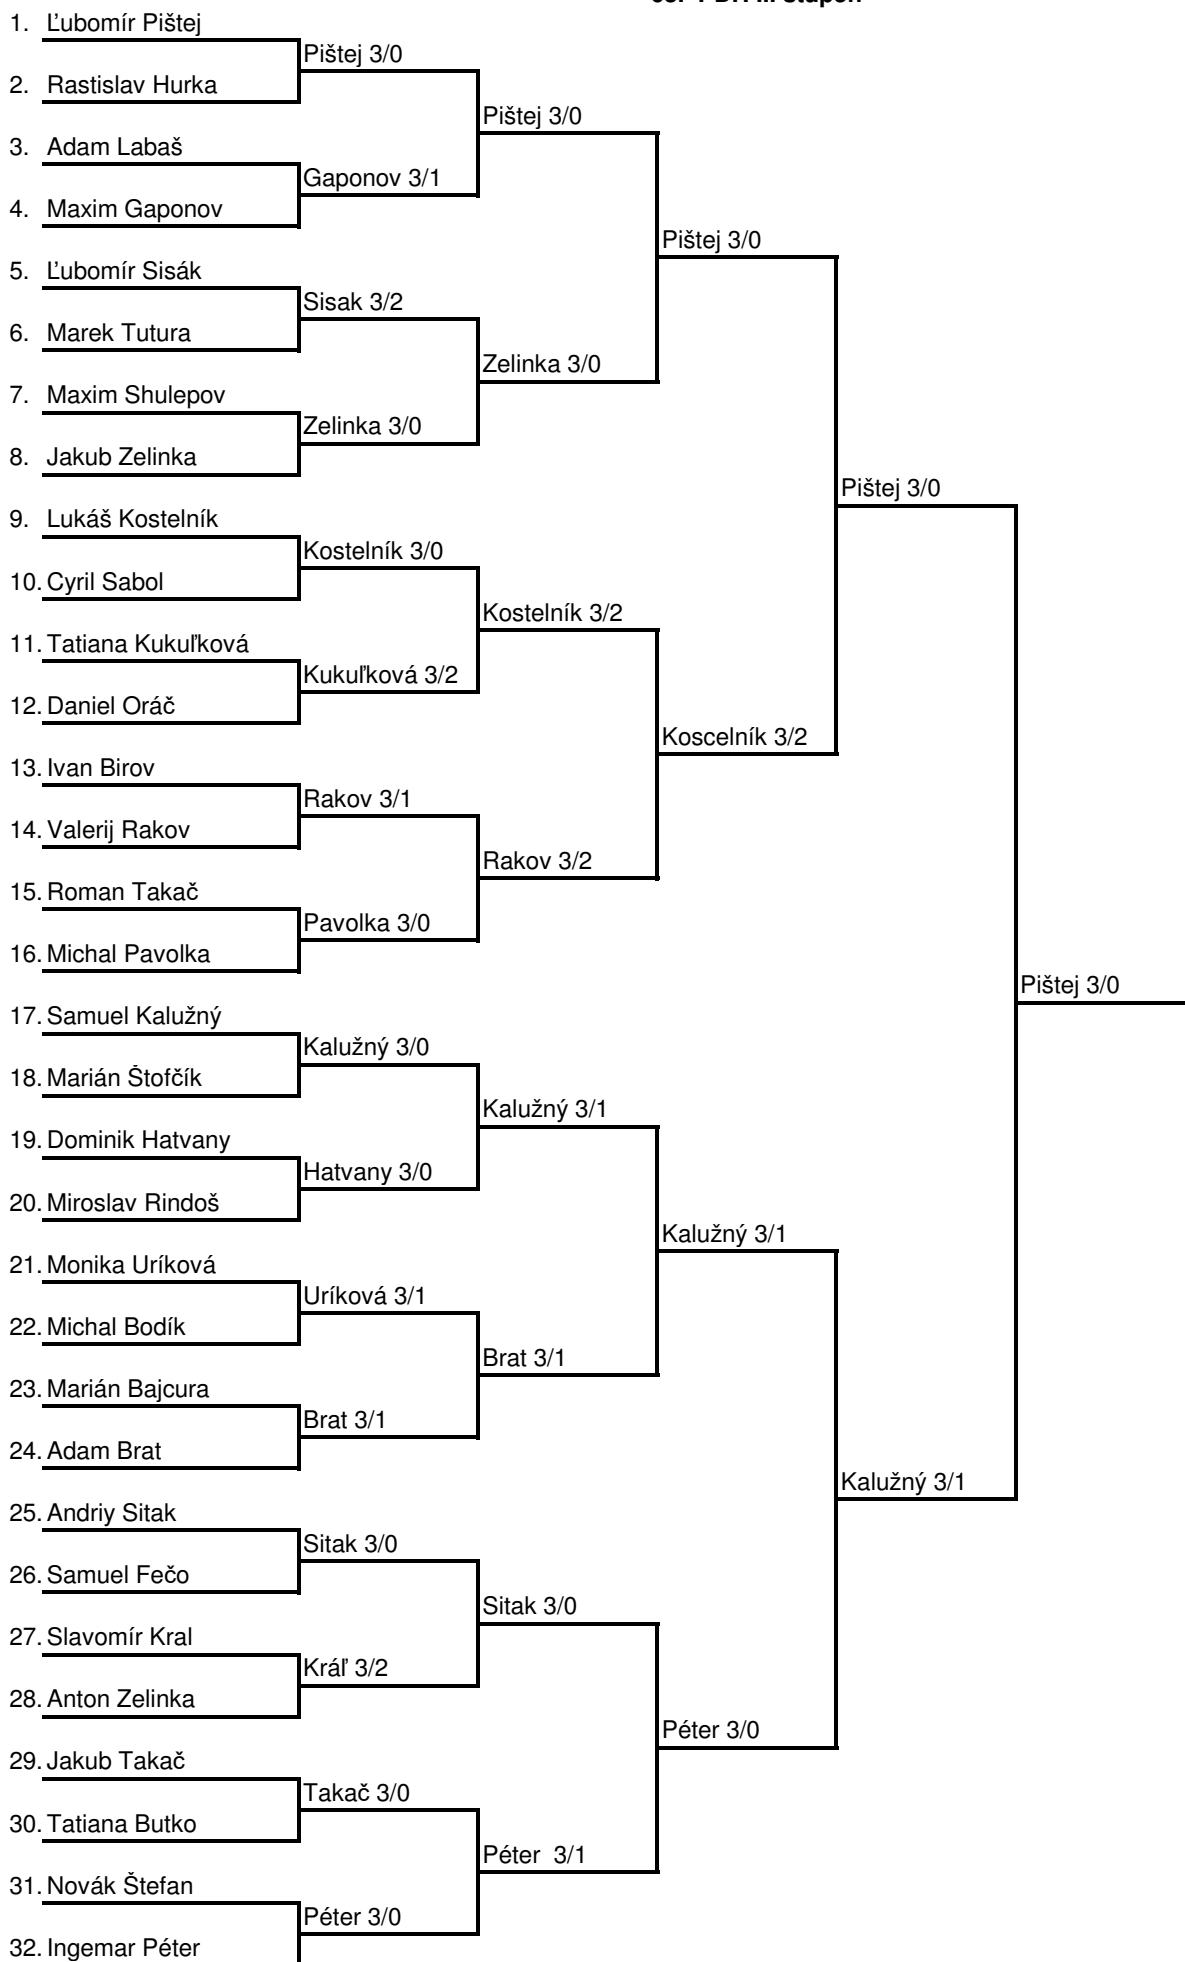 1. Ľubomír Pištej
Pištej 3/0
2. Rastislav Hurka
Pištej 3/0
3. Adam Labaš
Gaponov 3/1
4. Maxim Gaponov
Pištej 3/0
5. Ľubomír Sisák
Sisak 3/2
6. Marek Tutura
Zelinka 3/0
7. Maxim Shulepov
Zelinka 3/0
8. Jakub Zelinka
Pištej 3/0
9. Lukáš Kostelník
Kostelník 3/0
10. Cyril Sabol
Kostelník 3/2
11. Tatiana Kukuľková
Kukuľková 3/2
12. Daniel Oráč
Koscelník 3/2
13. Ivan Birov
Rakov 3/1
14. Valerij Rakov
Rakov 3/2
15. Roman Takač
Pavolka 3/0
16. Michal Pavolka
Pištej 3/0
17. Samuel Kalužný
Kalužný 3/0
18. Marián Štofčík
Kalužný 3/1
19. Dominik Hatvany
Hatvany 3/0
20. Miroslav Rindoš
Kalužný 3/1
21. Monika Uríková
Uríková 3/1
22. Michal Bodík
Brat 3/1
23. Marián Bajcura
Brat 3/1
24. Adam Brat
Kalužný 3/1
25. Andriy Sitak
Sitak 3/0
26. Samuel Fečo
Sitak 3/0
27. Slavomír Kral
Kráľ 3/2
28. Anton Zelinka
Péter 3/0
29. Jakub Takač
Takač 3/0
30. Tatiana Butko
Péter 3/1
31. Novák Štefan
Péter 3/0
32. Ingemar Péter